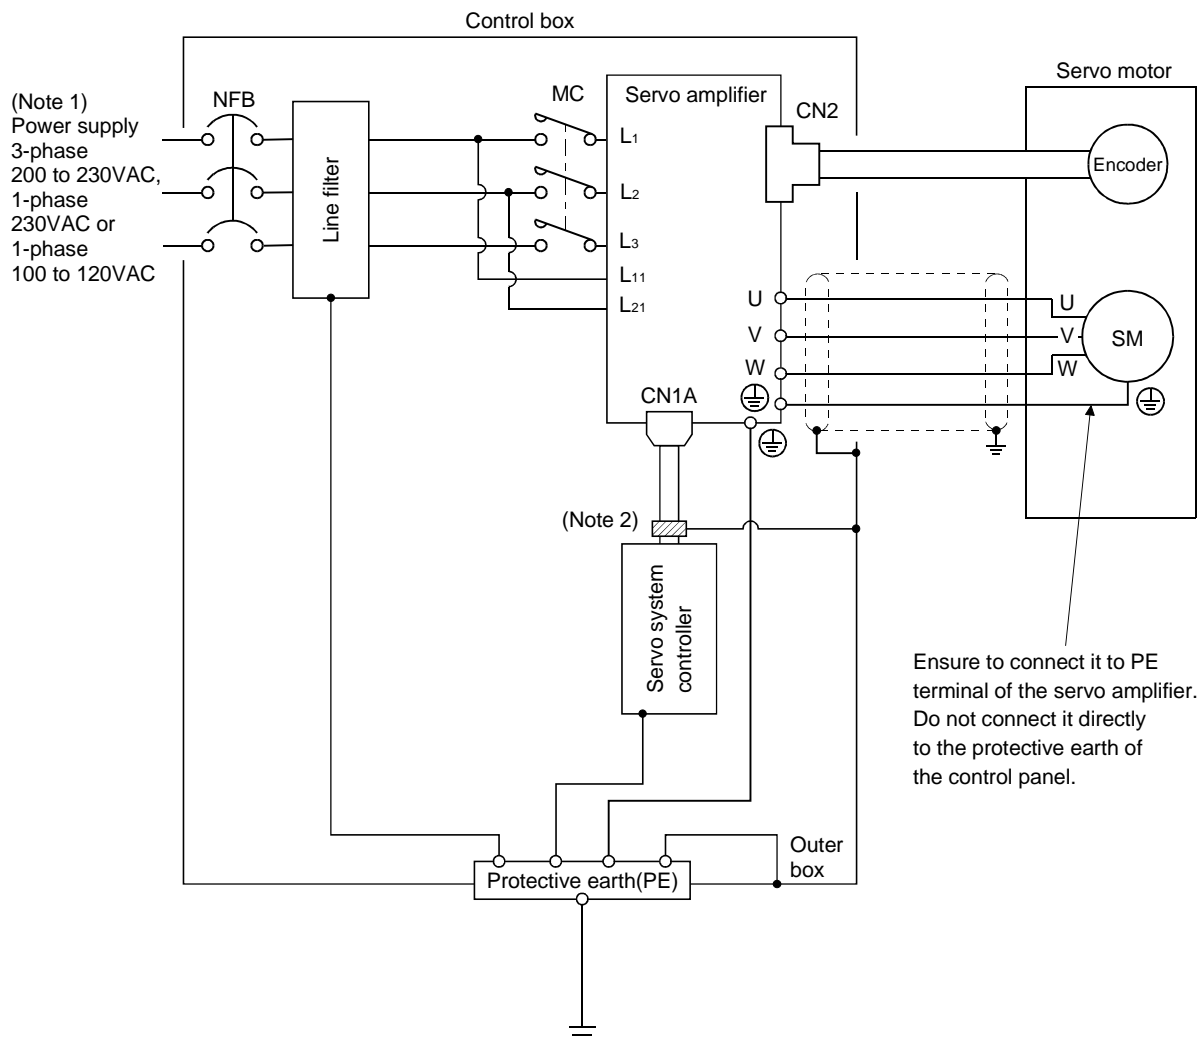 Control box
Servo motor
(Note 1)
Power supply
3-phase
200 to 230VAC,
1-phase
230VAC or
1-phase
100 to 120VAC
NFB
Line filter
MC
Servo amplifier
CN2
Encoder
L1
L2
L3
L11
L21
U
V
W
U
V
W
SM
CN1A
(Note 2)
Servo system
controller
Ensure to connect it to PE
terminal of the servo amplifier.
Do not connect it directly
to the protective earth of
the control panel.
Outer
box
Protective earth(PE)